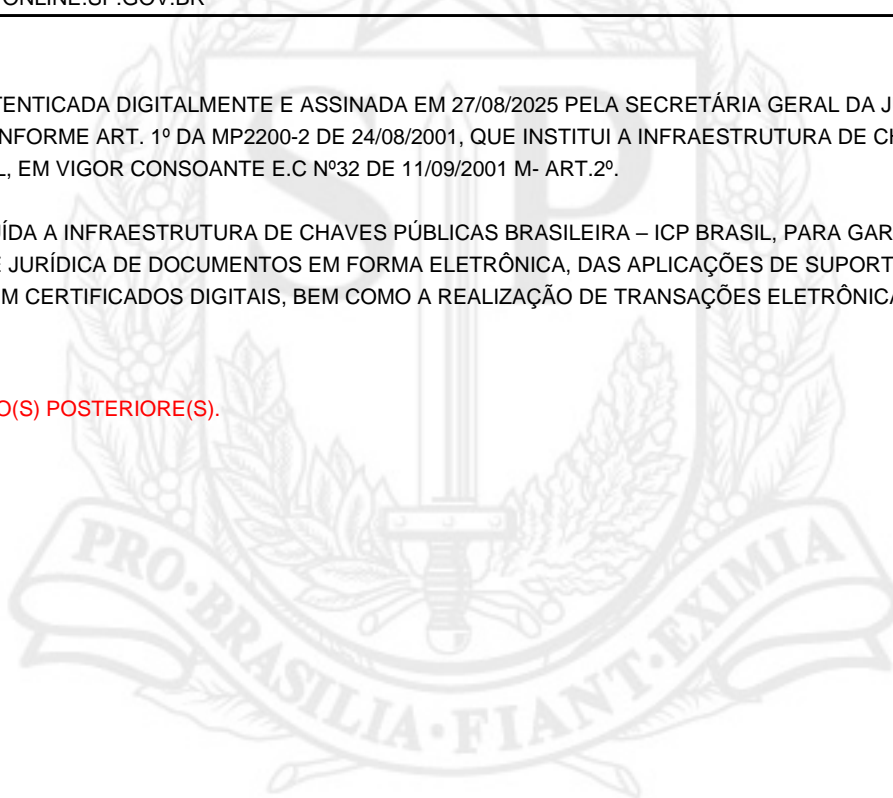 ONLINE.SP.GOV.BR
TENTICADA DIGITALMENTE E ASSINADA EM 27/08/2025 PELA SECRETÁRIA GERAL DA J
NFORME ART. 1º DA MP2200-2 DE 24/08/2001, QUE INSTITUI A INFRAESTRUTURA DE CH
L, EM VIGOR CONSOANTE E.C Nº32 DE 11/09/2001 M- ART.2º.
UÍDA A INFRAESTRUTURA DE CHAVES PÚBLICAS BRASILEIRA – ICP BRASIL, PARA GAR
E JURÍDICA DE DOCUMENTOS EM FORMA ELETRÔNICA, DAS APLICAÇÕES DE SUPORT
M CERTIFICADOS DIGITAIS, BEM COMO A REALIZAÇÃO DE TRANSAÇÕES ELETRÔNICA
O(S) POSTERIORE(S).
SP
PRO·BRASILIA·FIANT·EXIMIA